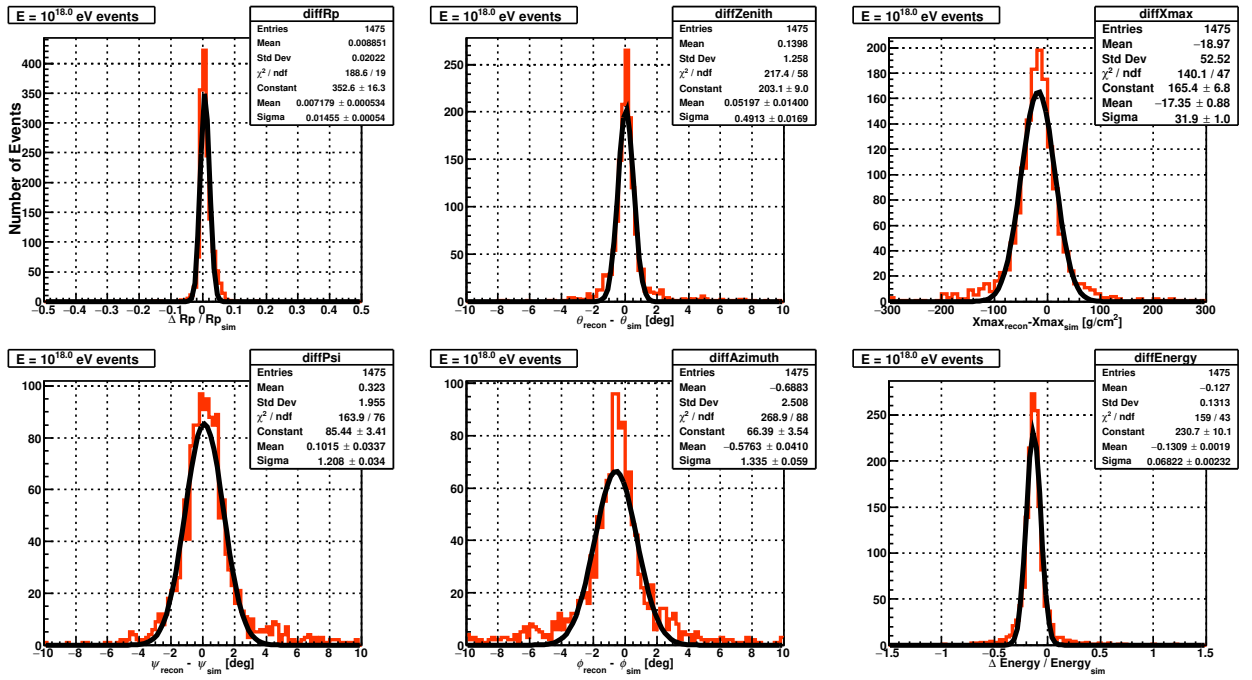 E = 10^18.0 eV events
diffRp
Entries 1475
Mean 0.008851
Std Dev 0.02022
χ² / ndf 188.6 / 19
Constant 352.6 ± 16.3
Mean 0.007179 ± 0.000534
Sigma 0.01455 ± 0.00054
Number of Events
400
350
300
250
200
150
100
50
0
−0.5 −0.4 −0.3 −0.2 −0.1 0 0.1 0.2 0.3 0.4 0.5
Δ Rp / Rp_sim
E = 10^18.0 eV events
diffZenith
Entries 1475
Mean 0.1398
Std Dev 1.258
χ² / ndf 217.4 / 58
Constant 203.1 ± 9.0
Mean 0.05197 ± 0.01400
Sigma 0.4913 ± 0.0169
250
200
150
100
50
0
−10 −8 −6 −4 −2 0 2 4 6 8 10
θ_recon - θ_sim [deg]
E = 10^18.0 eV events
diffXmax
Entries 1475
Mean −18.97
Std Dev 52.52
χ² / ndf 140.1 / 47
Constant 165.4 ± 6.8
Mean −17.35 ± 0.88
Sigma 31.9 ± 1.0
200
180
160
140
120
100
80
60
40
20
0
−300 −200 −100 0 100 200 300
Xmax_recon-Xmax_sim [g/cm²]
E = 10^18.0 eV events
diffPsi
Entries 1475
Mean 0.323
Std Dev 1.955
χ² / ndf 163.9 / 76
Constant 85.44 ± 3.41
Mean 0.1015 ± 0.0337
Sigma 1.208 ± 0.034
100
80
60
40
20
0
−10 −8 −6 −4 −2 0 2 4 6 8 10
ψ_recon - ψ_sim [deg]
E = 10^18.0 eV events
diffAzimuth
Entries 1475
Mean −0.6883
Std Dev 2.508
χ² / ndf 268.9 / 88
Constant 66.39 ± 3.54
Mean −0.5763 ± 0.0410
Sigma 1.335 ± 0.059
100
80
60
40
20
0
−10 −8 −6 −4 −2 0 2 4 6 8 10
ϕ_recon - ϕ_sim [deg]
E = 10^18.0 eV events
diffEnergy
Entries 1475
Mean −0.127
Std Dev 0.1313
χ² / ndf 159 / 43
Constant 230.7 ± 10.1
Mean −0.1309 ± 0.0019
Sigma 0.06822 ± 0.00232
250
200
150
100
50
0
−1.5 −1 −0.5 0 0.5 1 1.5
Δ Energy / Energy_sim